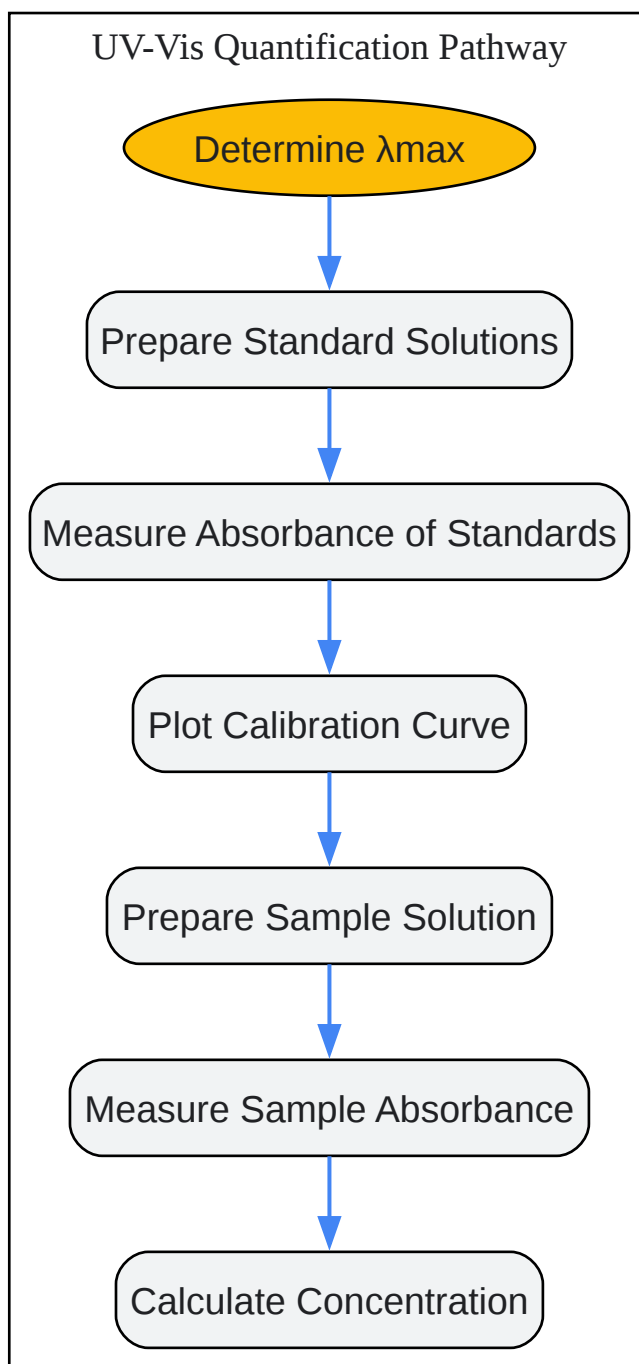 UV-Vis Quantification Pathway
Determine λmax
Prepare Standard Solutions
Measure Absorbance of Standards
Plot Calibration Curve
Prepare Sample Solution
Measure Sample Absorbance
Calculate Concentration